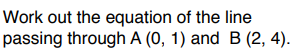 Work out the equation of the line
passing through A (0, 1) and B (2, 4).